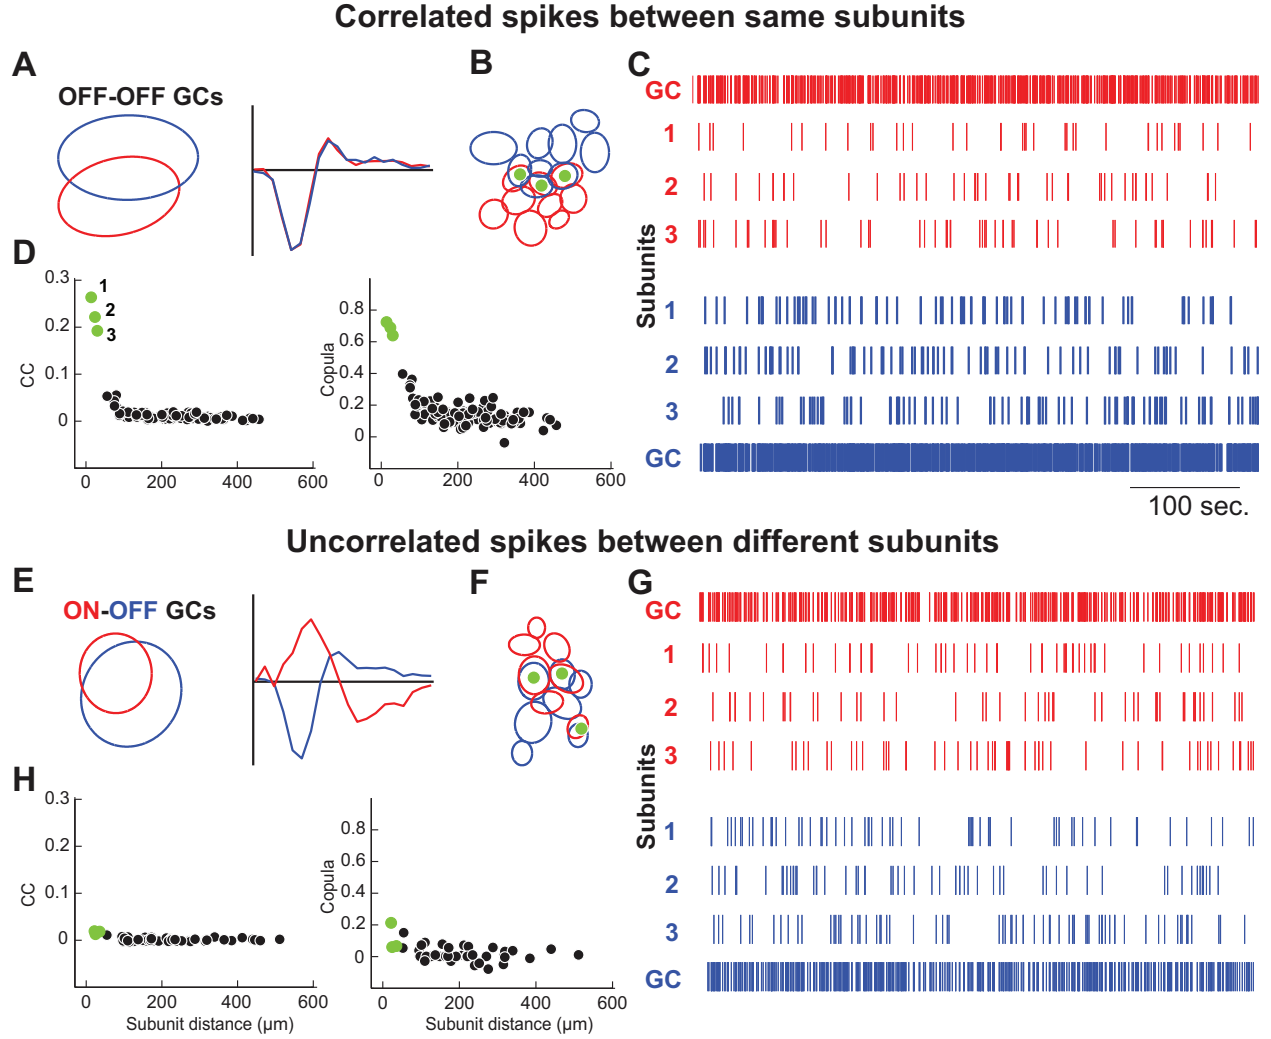 Correlated spikes between same subunits
A
OFF-OFF GCs
B
C
GC
1
2
3
Subunits
1
2
3
GC
100 sec.
D
0.3
0.2
0.1
0
CC
1
2
3
0 200 400 600
0.8
0.6
0.4
0.2
0
Copula
0 200 400 600
Uncorrelated spikes between different subunits
E
ON-OFF GCs
F
G
GC
1
2
3
Subunits
1
2
3
GC
H
0.3
0.2
0.1
0
CC
0 200 400 600
Subunit distance (µm)
0.8
0.6
0.4
0.2
0
Copula
0 200 400 600
Subunit distance (µm)